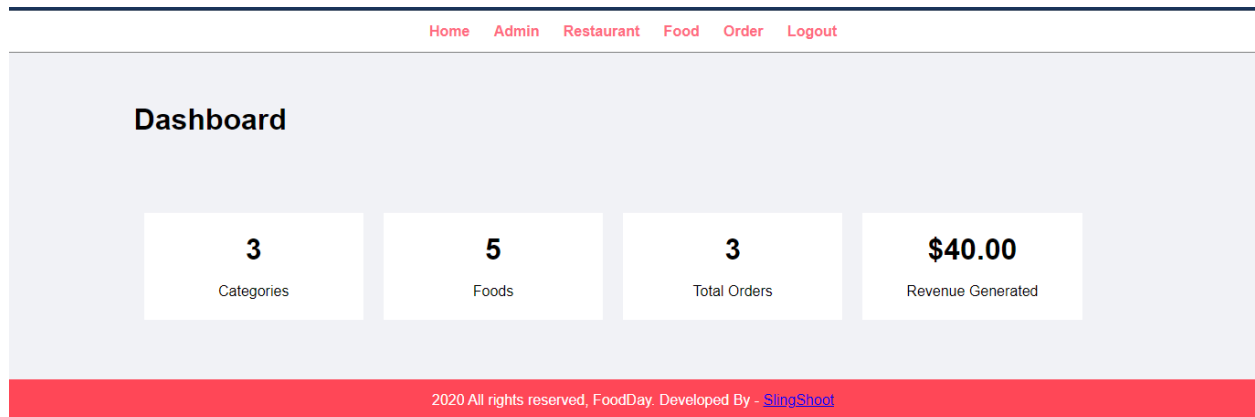 Home Admin Restaurant Food Order Logout
Dashboard
3 5 3 $40.00
Categories Foods Total Orders Revenue Generated
2020 All rights reserved, FoodDay. Developed By - SlingShoot